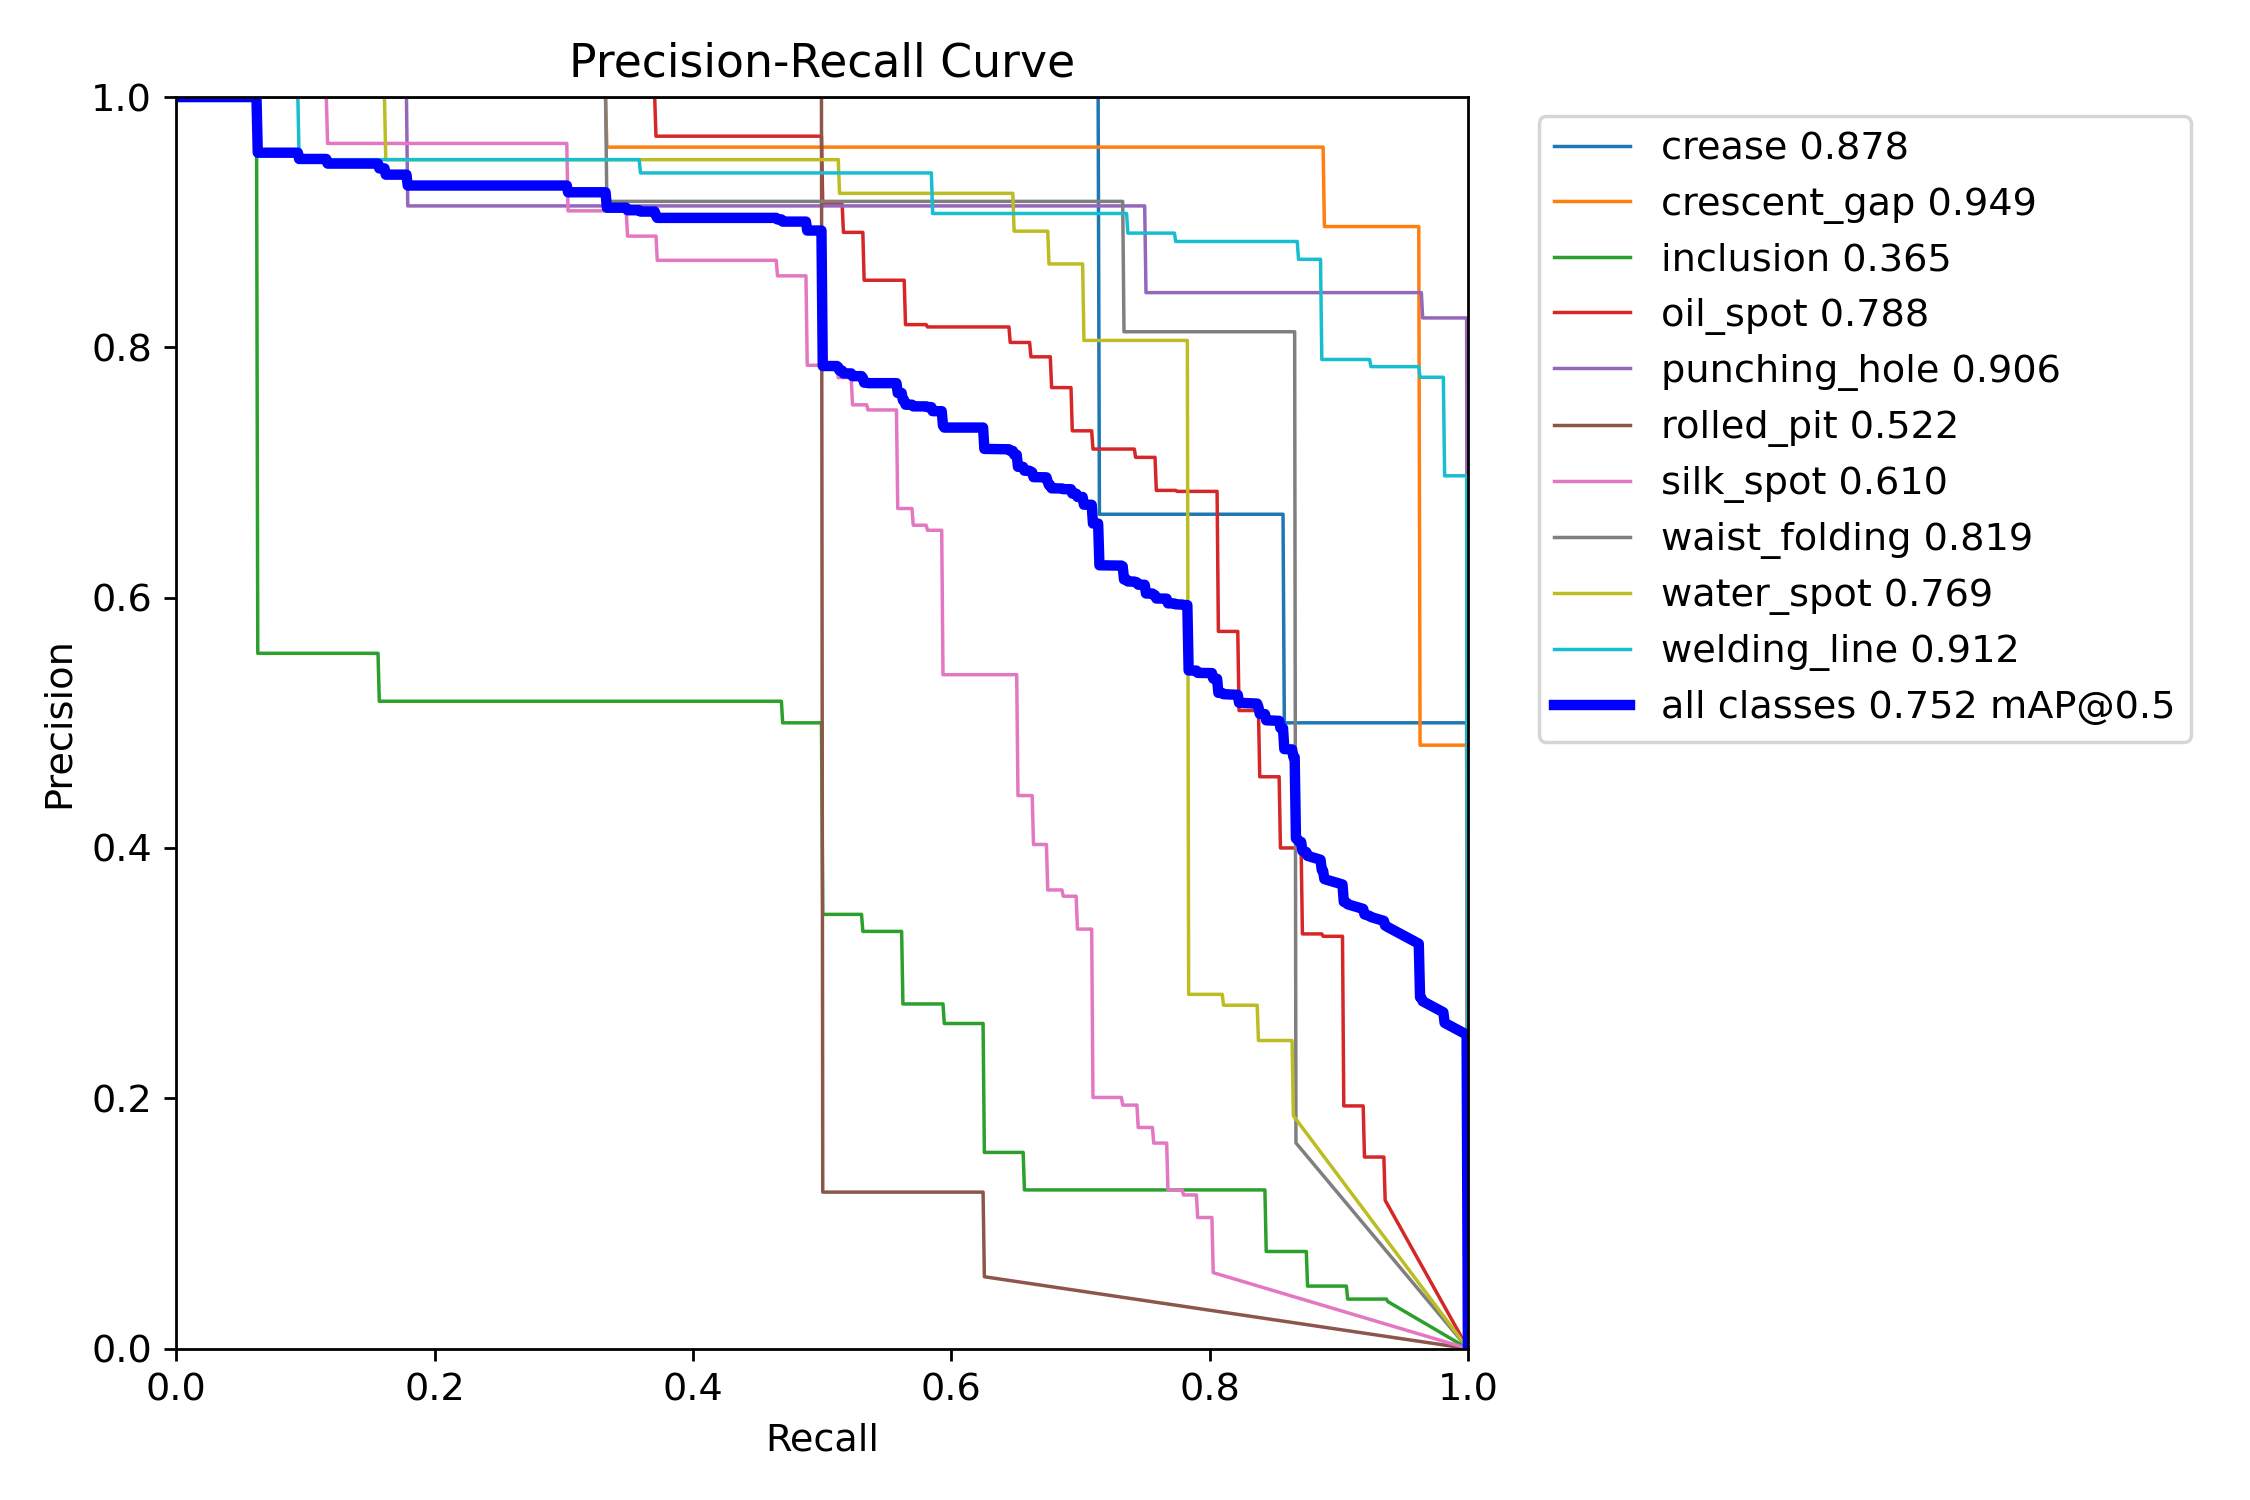 Precision-Recall Curve
1.0
0.8
0.6
0.4
0.2
0.0
Precision
0.0 0.2 0.4 0.6 0.8 1.0
Recall
crease 0.878
crescent_gap 0.949
inclusion 0.365
oil_spot 0.788
punching_hole 0.906
rolled_pit 0.522
silk_spot 0.610
waist_folding 0.819
water_spot 0.769
welding_line 0.912
all classes 0.752 mAP@0.5